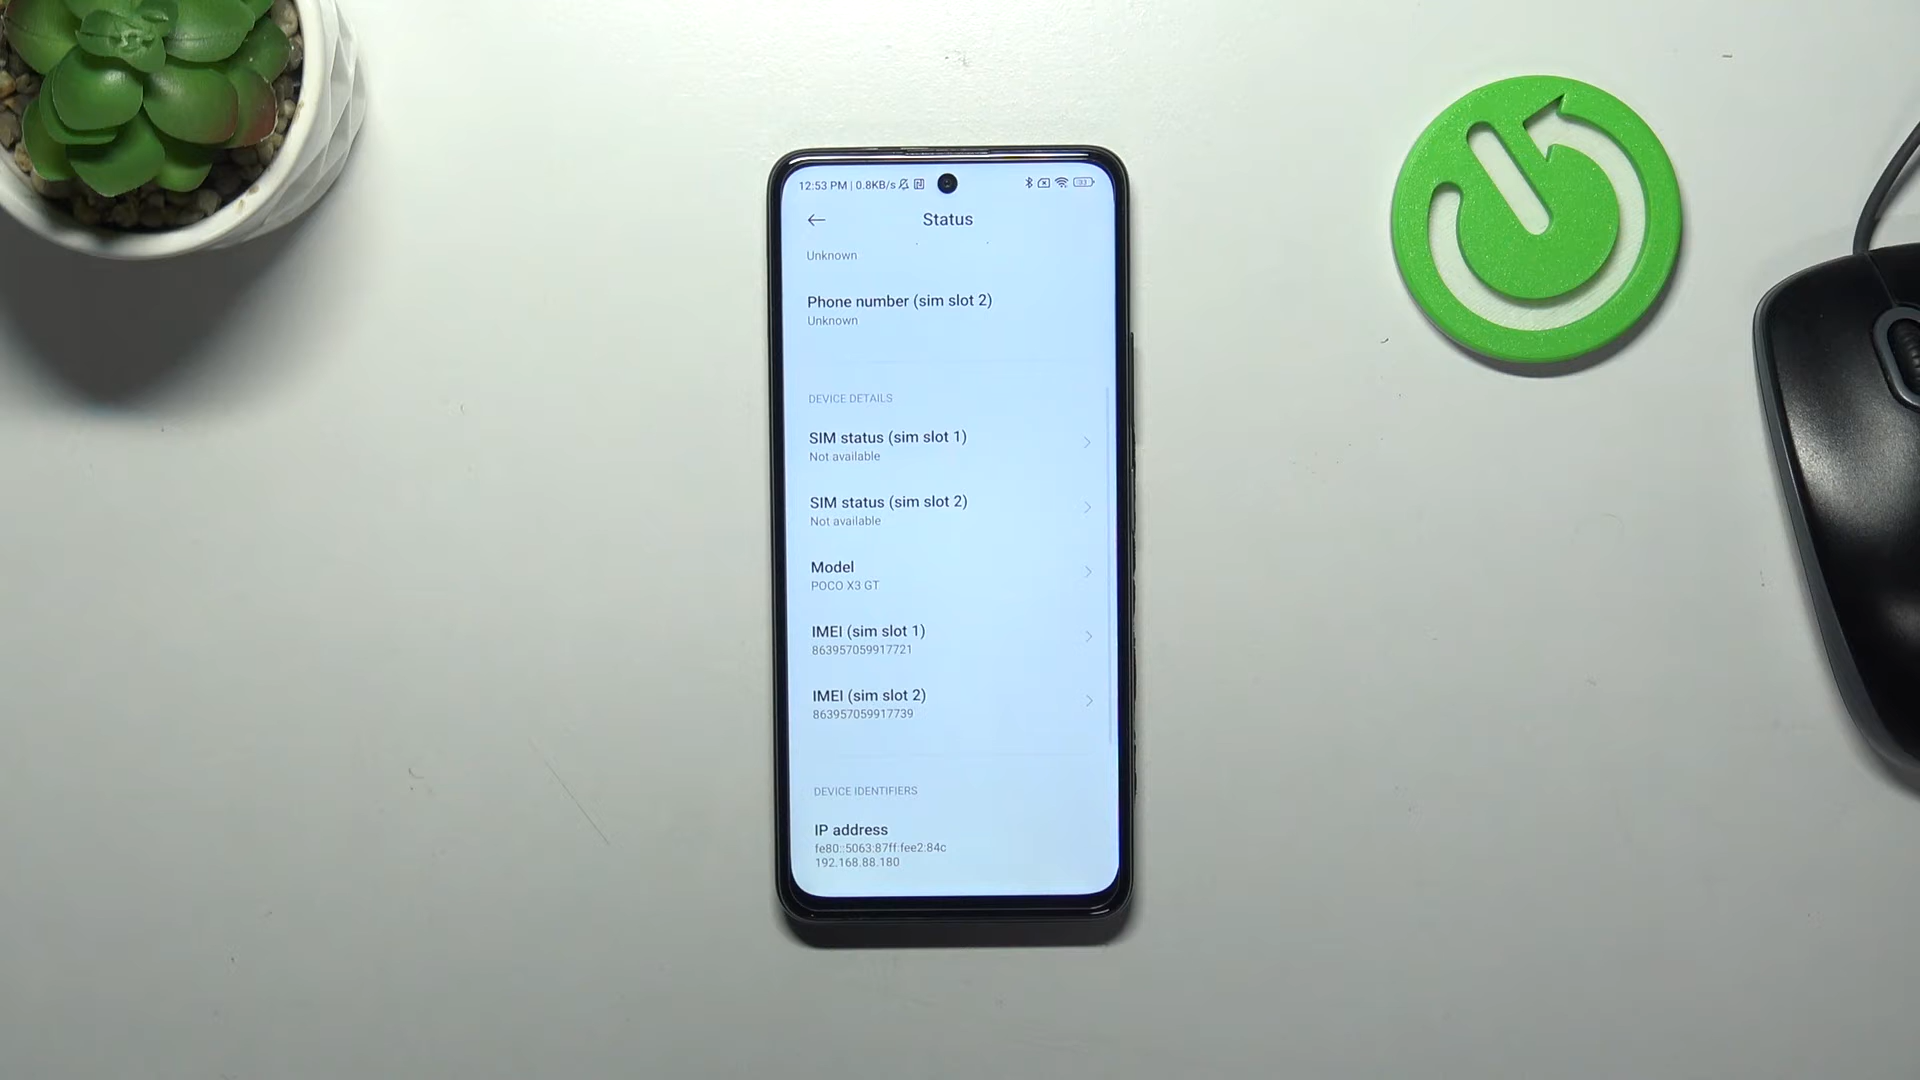 12:53 PM | 0.8KB/s
Status
Unknown
Phone number (sim slot 2)
Unknown
DEVICE DETAILS
SIM status (sim slot 1)
Not available
SIM status (sim slot 2)
Not available
Model
POCO X3 GT
IMEI (sim slot 1)
863957059917721
IMEI (sim slot 2)
863957059917739
DEVICE IDENTIFIERS
IP address
fe80::5063:87ff:fee2:84c
192.168.88.180